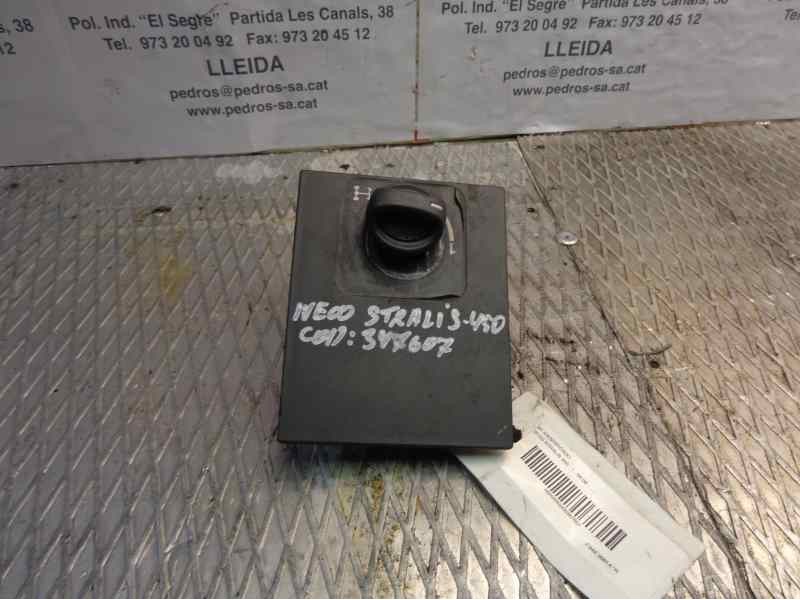 s, 38
Pol. Ind. "El Segre" Partida Les Canals, 38
12
Tel. 973 20 04 92 Fax: 973 20 45 12
LLEIDA
pedros@pedros-sa.cat
www.pedros-sa.cat
Pol. Ind. "El Segre" Partida Les Canals, 38
Tel. 973 20 04 92 Fax: 973 20 45 12
LLEIDA
pedros@pedros-sa.cat
www.pedros-sa.cat
IVECO STRALIS-450
COD: 347607